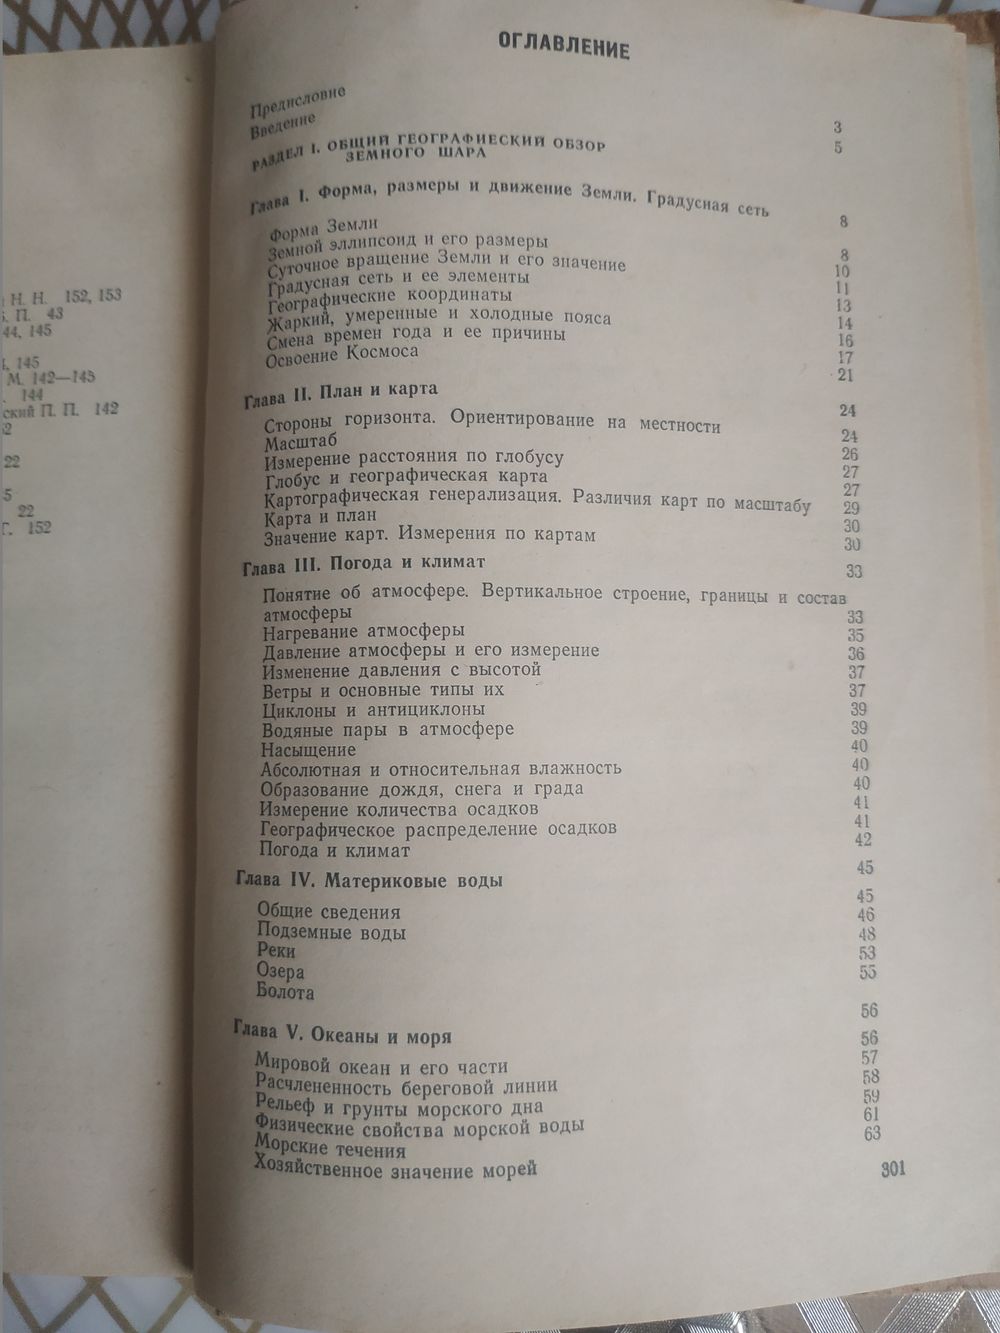 Н. Н. 152, 153
П. 43
44, 145
145
М. 142—145
144
ский П. П. 142
22
5
22
Г. 152
ОГЛАВЛЕНИЕ
Предисловие 3
Введение 5
РАЗДЕЛ I. ОБЩИЙ ГЕОГРАФИЕСКИЙ ОБЗОР
ЗЕМНОГО ШАРА
Глава I. Форма, размеры и движение Земли. Градусная сеть 8
Форма Земли 8
Земной эллипсоид и его размеры 10
Суточное вращение Земли и его значение 11
Градусная сеть и ее элементы 13
Географические координаты 14
Жаркий, умеренные и холодные пояса 16
Смена времен года и ее причины 17
Освоение Космоса 21
Глава II. План и карта 24
Стороны горизонта. Ориентирование на местности 24
Масштаб 26
Измерение расстояния по глобусу 27
Глобус и географическая карта 27
Картографическая генерализация. Различия карт по масштабу 29
Карта и план 30
Значение карт. Измерения по картам 30
Глава III. Погода и климат 33
Понятие об атмосфере. Вертикальное строение, границы и состав
атмосферы 33
Нагревание атмосферы 35
Давление атмосферы и его измерение 36
Изменение давления с высотой 37
Ветры и основные типы их 37
Циклоны и антициклоны 39
Водяные пары в атмосфере 39
Насыщение 40
Абсолютная и относительная влажность 40
Образование дождя, снега и града 40
Измерение количества осадков 41
Географическое распределение осадков 41
Погода и климат 42
Глава IV. Материковые воды 45
Общие сведения 45
Подземные воды 46
Реки 48
Озера 53
Болота 55
Глава V. Океаны и моря 56
Мировой океан и его части 56
Расчлененность береговой линии 57
Рельеф и грунты морского дна 58
Физические свойства морской воды 59
Морские течения 61
Хозяйственное значение морей 63
301